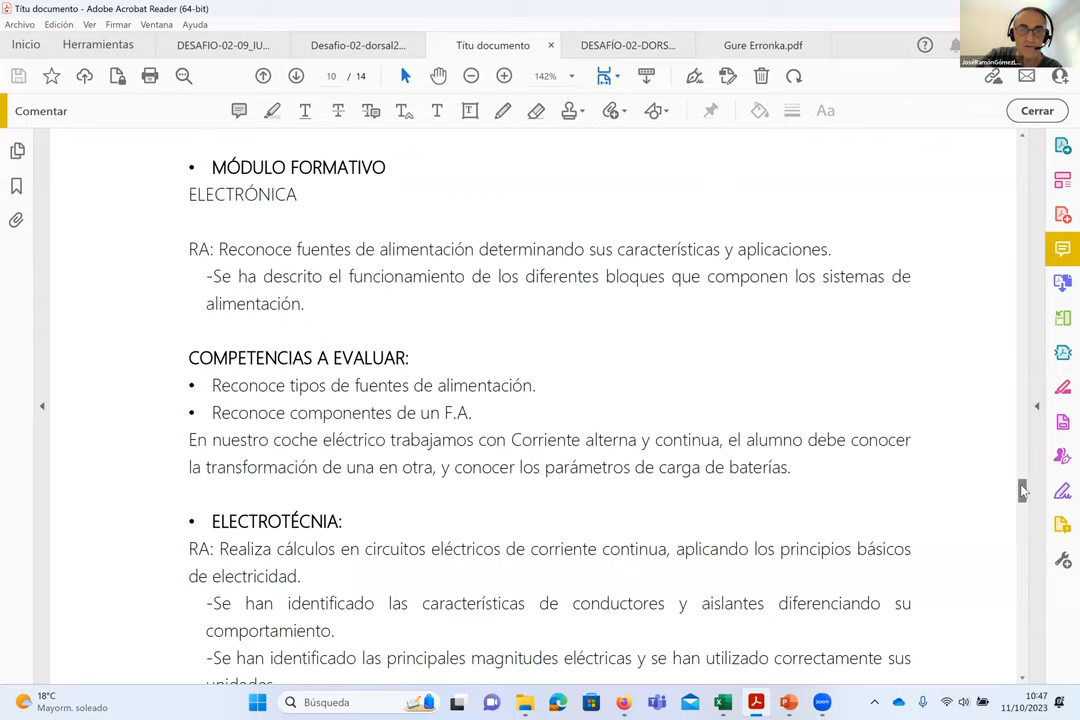 Títu documento - Adobe Acrobat Reader (64-bit)
Archivo Edición Ver Firmar Ventana Ayuda
Inicio Herramientas DESAFIO-02-09_IU... Desafio-02-dorsal2... Títu documento × DESAFÍO-02-DORS... Gure Erronka.pdf
10 / 14 142%
Comentar Aa Cerrar
• MÓDULO FORMATIVO
ELECTRÓNICA
RA: Reconoce fuentes de alimentación determinando sus características y aplicaciones.
-Se ha descrito el funcionamiento de los diferentes bloques que componen los sistemas de
alimentación.
COMPETENCIAS A EVALUAR:
• Reconoce tipos de fuentes de alimentación.
• Reconoce componentes de un F.A.
En nuestro coche eléctrico trabajamos con Corriente alterna y continua, el alumno debe conocer
la transformación de una en otra, y conocer los parámetros de carga de baterías.
• ELECTROTÉCNIA:
RA: Realiza cálculos en circuitos eléctricos de corriente continua, aplicando los principios básicos
de electricidad.
-Se han identificado las características de conductores y aislantes diferenciando su
comportamiento.
-Se han identificado las principales magnitudes eléctricas y se han utilizado correctamente sus
unidades
JoséRamónGómezL...
18°C
Mayorm. soleado
Búsqueda
zoom
10:47
11/10/2023